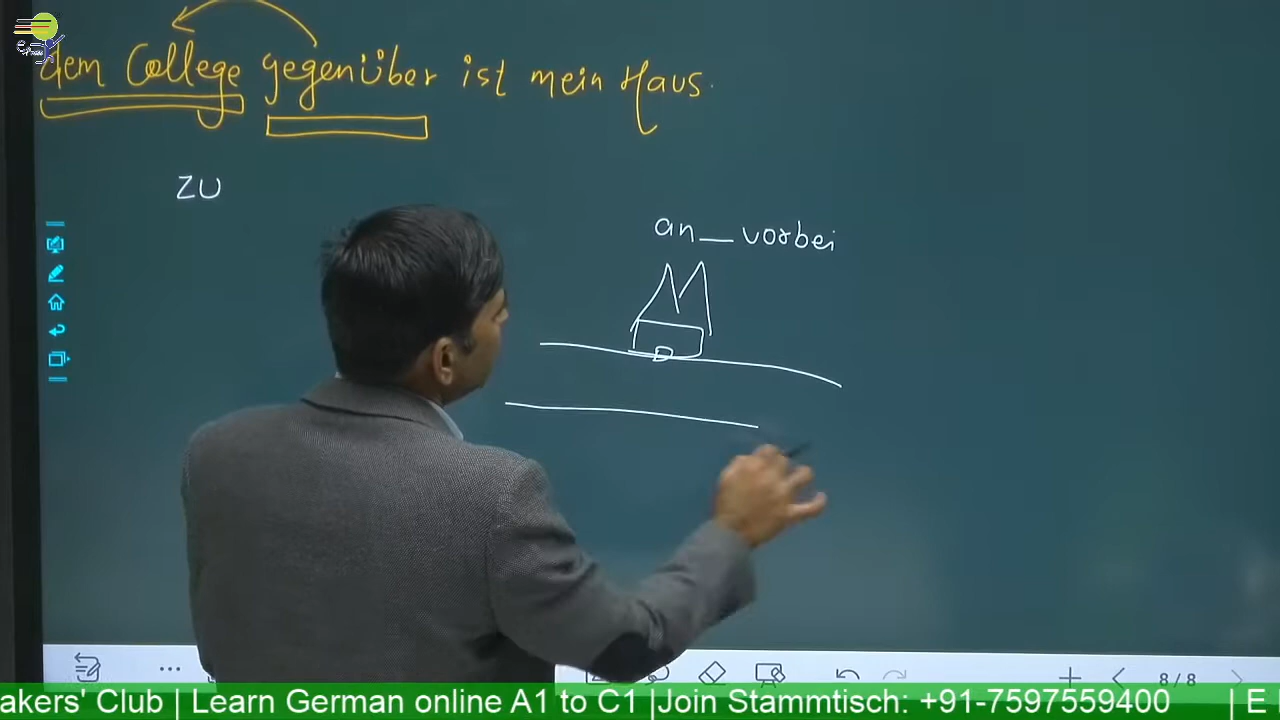 dem College gegenüber ist mein Haus.
zu
an __ vorbei
8/8
akers' Club | Learn German online A1 to C1 |Join Stammtisch: +91-7597559400 | E